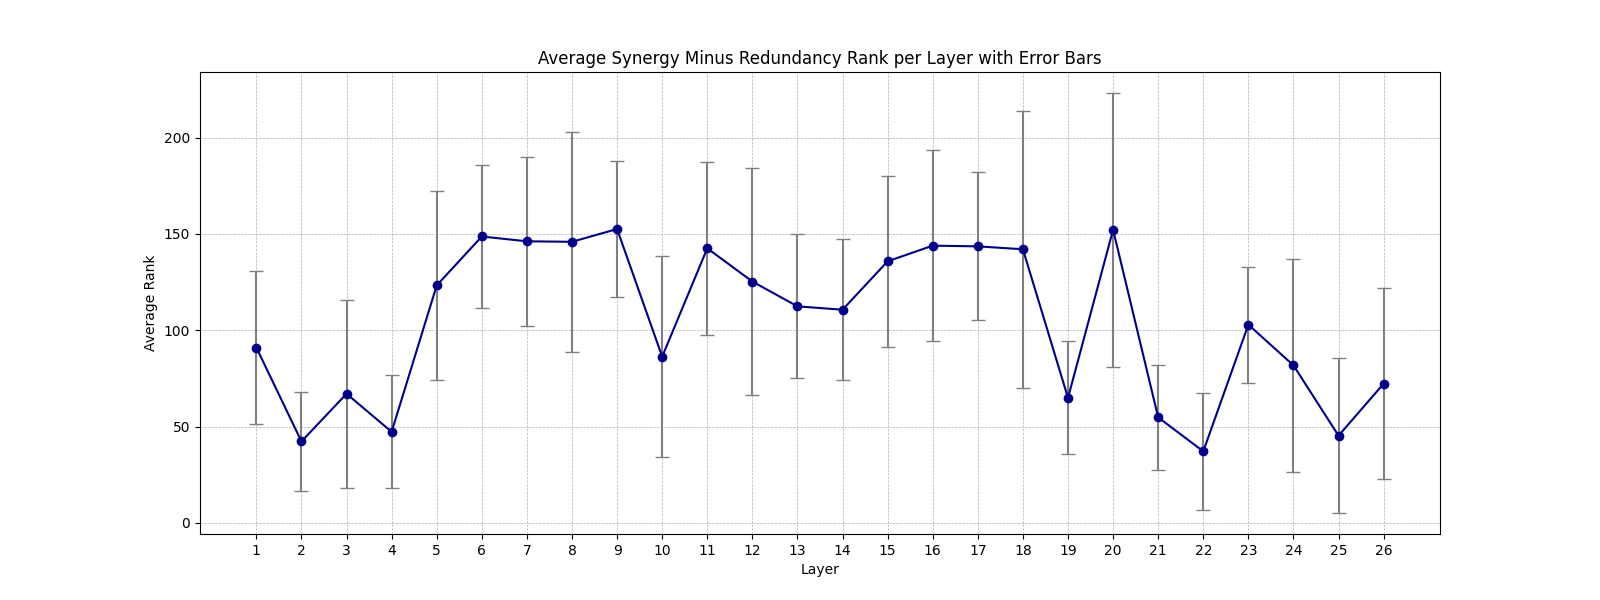 Average Synergy Minus Redundancy Rank per Layer with Error Bars
Average Rank
200
150
100
50
0
1 2 3 4 5 6 7 8 9 10 11 12 13 14 15 16 17 18 19 20 21 22 23 24 25 26
Layer